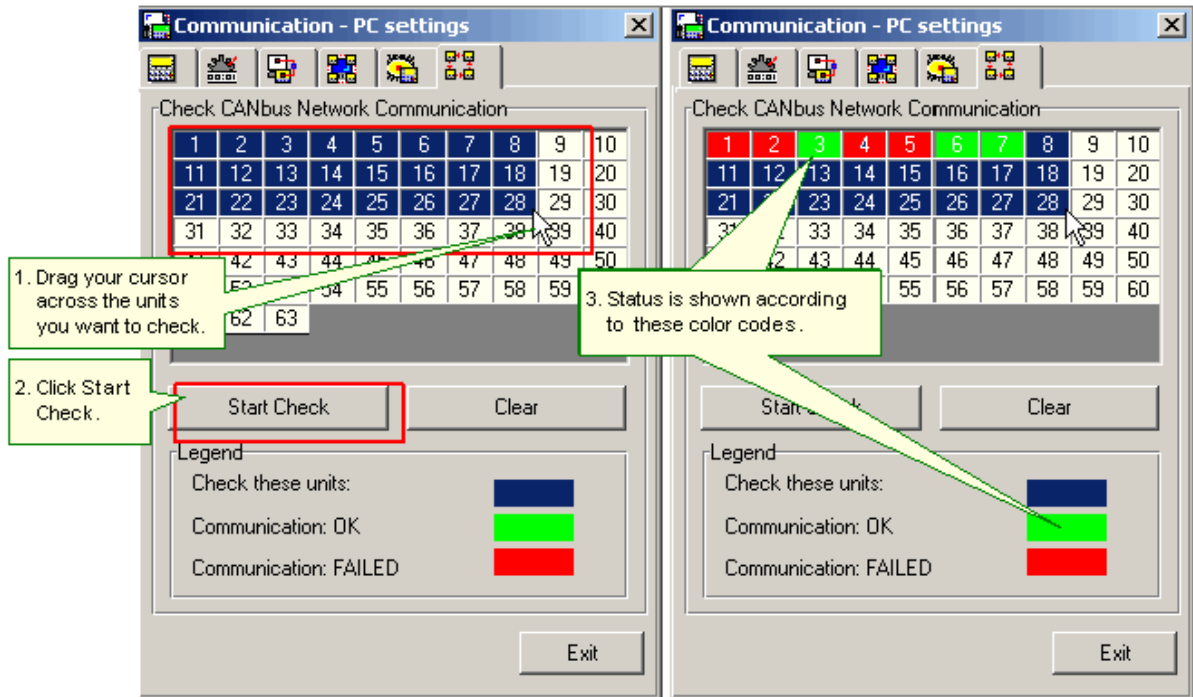 Communication - PC settings
Check CANbus Network Communication
1 2 3 4 5 6 7 8 9 10
11 12 13 14 15 16 17 18 19 20
21 22 23 24 25 26 27 28 29 30
31 32 33 34 35 36 37 38 39 40
42 43 44 45 46 47 48 49 50
54 55 56 57 58 59
62 63
1. Drag your cursor
across the units
you want to check.
2. Click Start
Check.
Start Check
Clear
Legend
Check these units:
Communication: OK
Communication: FAILED
Exit
Communication - PC settings
Check CANbus Network Communication
1 2 3 4 5 6 7 8 9 10
11 12 13 14 15 16 17 18 19 20
21 22 23 24 25 26 27 28 29 30
31 33 34 35 36 37 38 39 40
43 44 45 46 47 48 49 50
55 56 57 58 59 60
3. Status is shown according
to these color codes.
Start Check
Clear
Legend
Check these units:
Communication: OK
Communication: FAILED
Exit